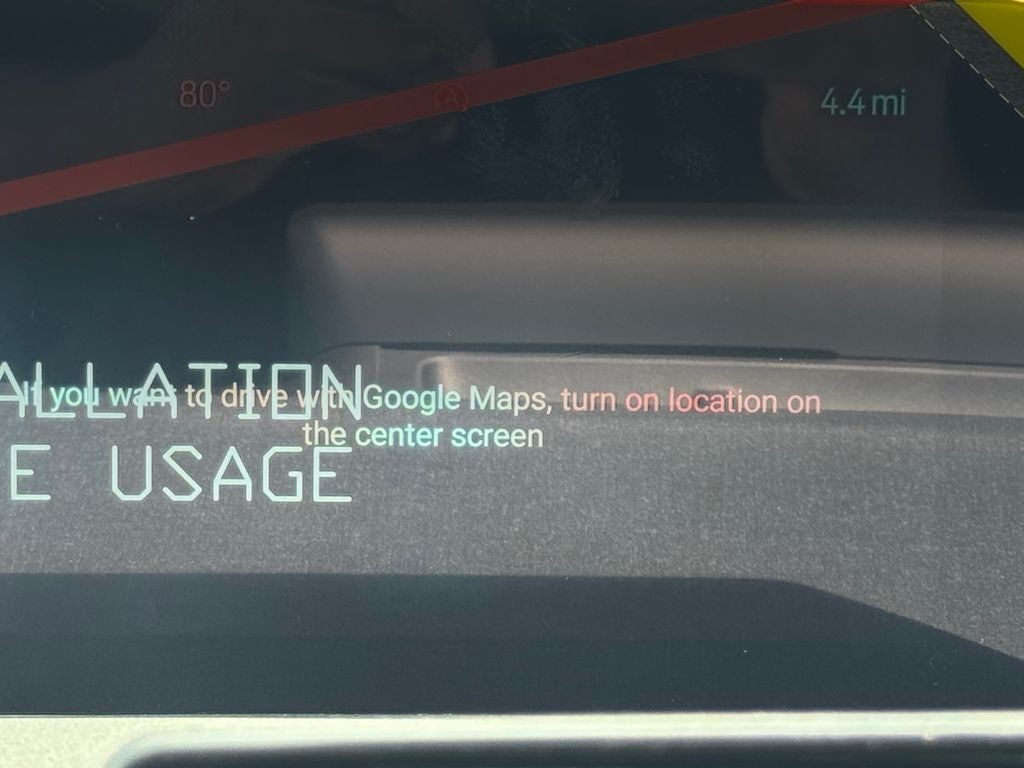 80°
A
4.4 mi
ALLATION
If you want to drive with Google Maps, turn on location on
the center screen
E USAGE